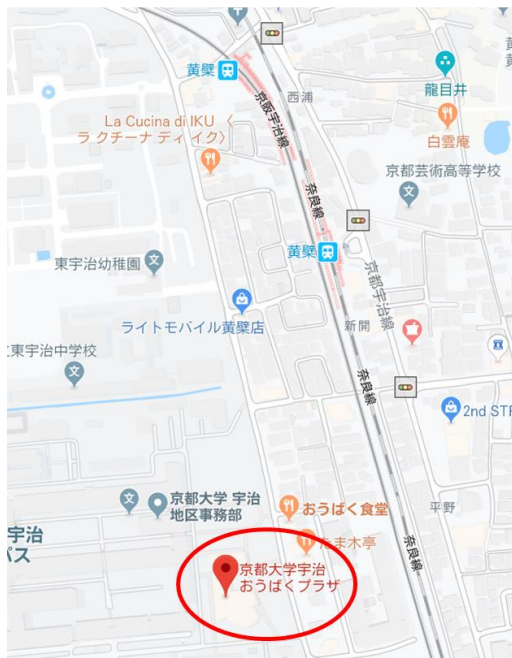 黄檗
西浦
京阪宇治線
La Cucina di IKU 〈
ラ クチーナ ディ イク〉
龍目井
白雲庵
京都芸術高等学校
奈良線
黄檗
東宇治幼稚園
京都宇治線
ライトモバイル黄檗店
新開
東宇治中学校
奈良線
2nd STR
京都大学 宇治
地区事務部
おうばく食堂
平野
たま木亭
宇治
パス
奈良線
京都大学宇治
おうばくプラザ